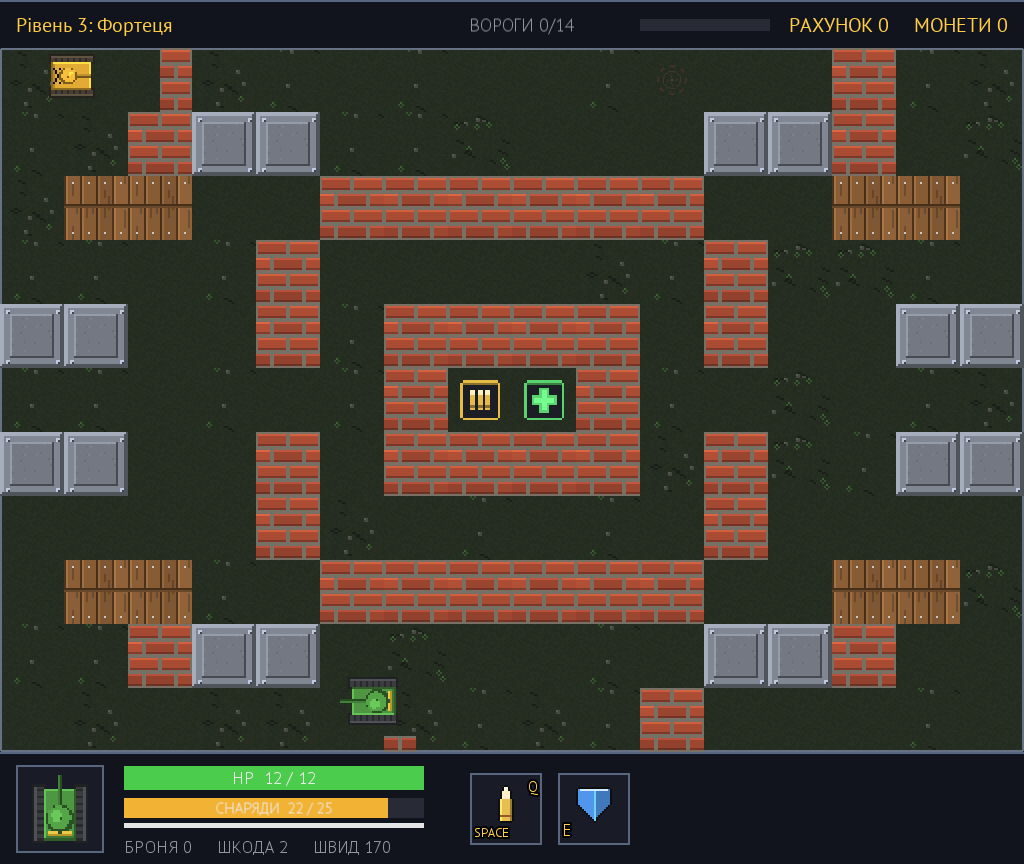 Рівень 3: Фортеця
ВОРОГИ 0/14
РАХУНОК 0
МОНЕТИ 0
HP 12 / 12
СНАРЯДИ 22 / 25
БРОНЯ 0
ШКОДА 2
ШВИД 170
Q
SPACE
E